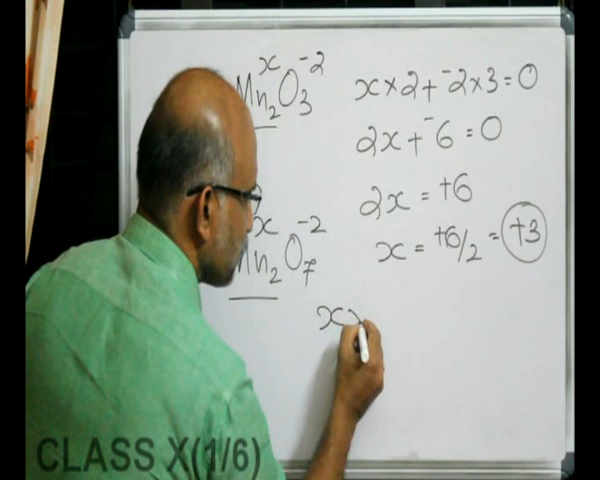 x -2
Mn₂O₃
x×2+⁻2×3=0
2x+⁻6=0
2x=+6
x=+6/2=+3
x -2
Mn₂O₇
x×
CLASS X(1/6)